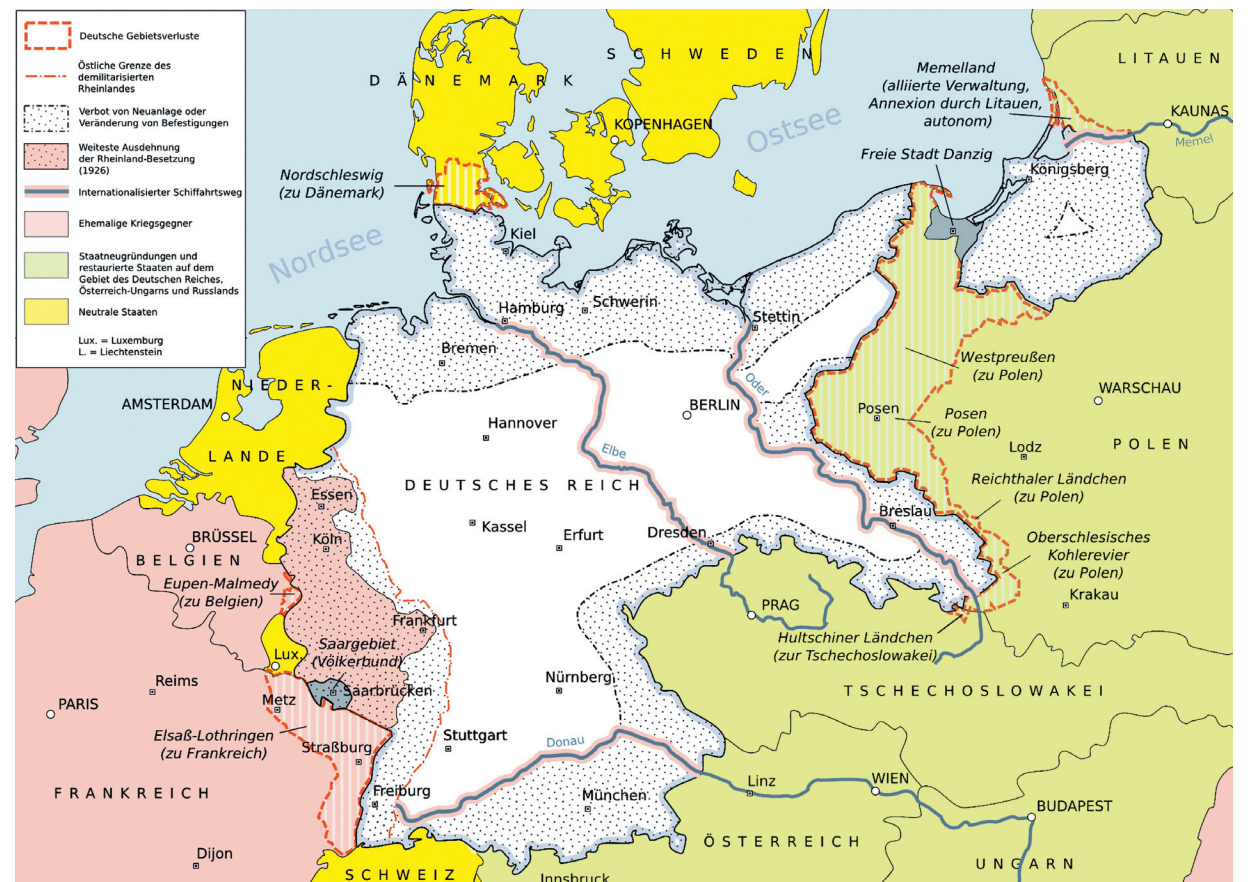 Deutsche Gebietsverluste
Östliche Grenze des
demilitarisierten
Rheinlandes
Verbot von Neuanlage oder
Veränderung von Befestigungen
Weiteste Ausdehnung
der Rheinland-Besetzung
(1926)
Internationalisierter Schiffahrtsweg
Ehemalige Kriegsgegner
Staatneugründungen und
restaurierte Staaten auf dem
Gebiet des Deutschen Reiches,
Österreich-Ungarns und Russlands
Neutrale Staaten
Lux. = Luxemburg
L. = Liechtenstein
SCHWEDEN
DÄNEMARK
LITAUEN
Memelland
(alliierte Verwaltung,
Annexion durch Litauen,
autonom)
KAUNAS
Memel
KOPENHAGEN
Ostsee
Freie Stadt Danzig
Königsberg
Nordschleswig
(zu Dänemark)
Nordsee
Kiel
Hamburg
Schwerin
Stettin
Bremen
Westpreußen
(zu Polen)
NIEDER-
LANDE
AMSTERDAM
Oder
BERLIN
WARSCHAU
Posen
Posen
(zu Polen)
Hannover
Elbe
Lodz
POLEN
DEUTSCHES REICH
Reichthaler Ländchen
(zu Polen)
Essen
Kassel
Erfurt
Dresden
Breslau
BRÜSSEL
Köln
BELGIEN
Oberschlesisches
Kohlerevier
(zu Polen)
Eupen-Malmedy
(zu Belgien)
Krakau
PRAG
Frankfurt
Saargebiet
(Völkerbund)
Hultschiner Ländchen
(zur Tschechoslowakei)
Lux.
Reims
Metz
Saarbrücken
Nürnberg
TSCHECHOSLOWAKEI
PARIS
Elsaß-Lothringen
(zu Frankreich)
Straßburg
Stuttgart
Donau
FRANKREICH
Freiburg
München
Linz
WIEN
BUDAPEST
ÖSTERREICH
Dijon
SCHWEIZ
Innsbruck
UNGARN